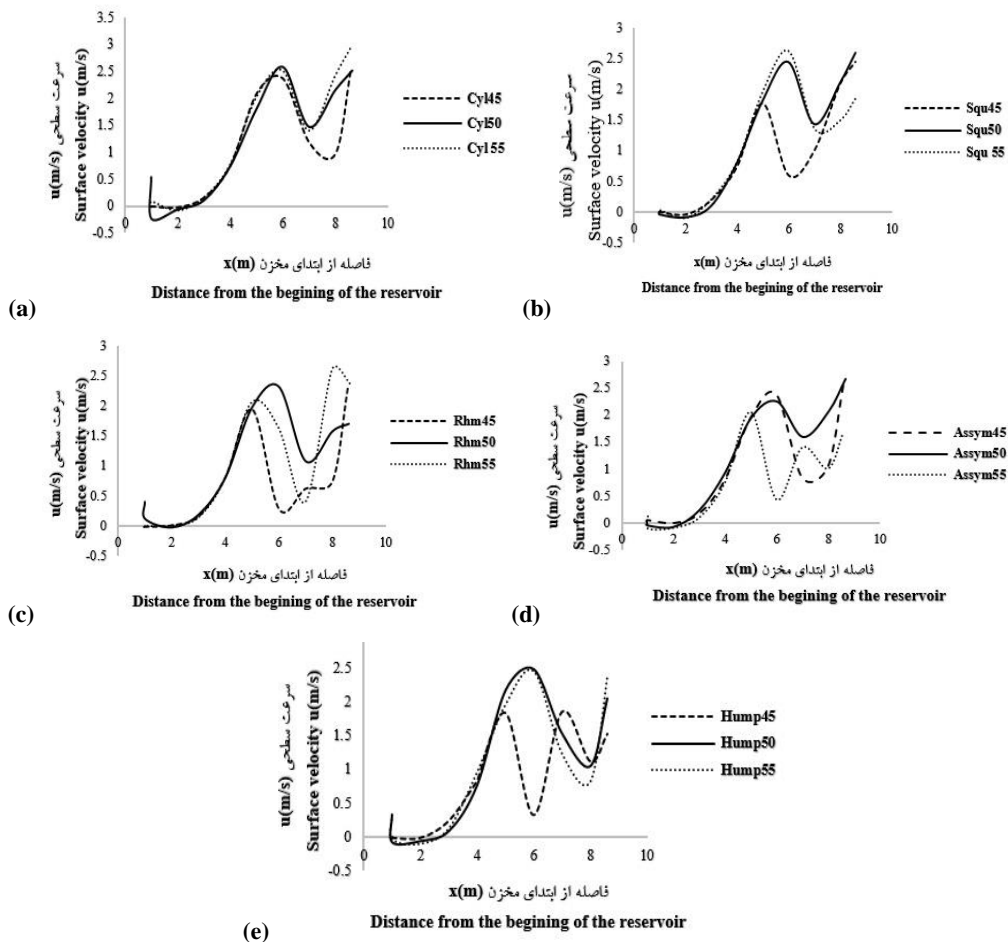 3.5
3
2.5
2
1.5
1
0.5
0
-0.5
0 2 4 6 8 10
سرعت سطحی u(m/s)
Surface velocity u(m/s)
Cyl45
Cyl50
Cyl55
x(m) فاصله از ابتدای مخزن
Distance from the begining of the reservoir
(a)
3
2.5
2
1.5
1
0.5
0
-0.5
0 2 4 6 8 10
سرعت سطحی u(m/s)
Surface velocity u(m/s)
Squ45
Squ50
Squ 55
x(m) فاصله از ابتدای مخزن
Distance from the begining of the reservoir
(b)
3
2.5
2
1.5
1
0.5
0
-0.5
0 2 4 6 8 10
سرعت سطحی u(m/s)
Surface velocity u(m/s)
Rhm45
Rhm50
Rhm55
x(m) فاصله از ابتدای مخزن
Distance from the begining of the reservoir
(c)
3
2.5
2
1.5
1
0.5
0
-0.5
0 2 4 6 8 10
سرعت سطحی u(m/s)
Surface velocity u(m/s)
Assym45
Assym50
Assym55
x(m) فاصله از ابتدای مخزن
Distance from the begining of the reservoir
(d)
2.5
2
1.5
1
0.5
0
-0.5
0 2 4 6 8 10
سرعت سطحی u(m/s)
Surface velocity u(m/s)
Hump45
Hump50
Hump55
x(m) فاصله از ابتدای مخزن
Distance from the begining of the reservoir
(e)